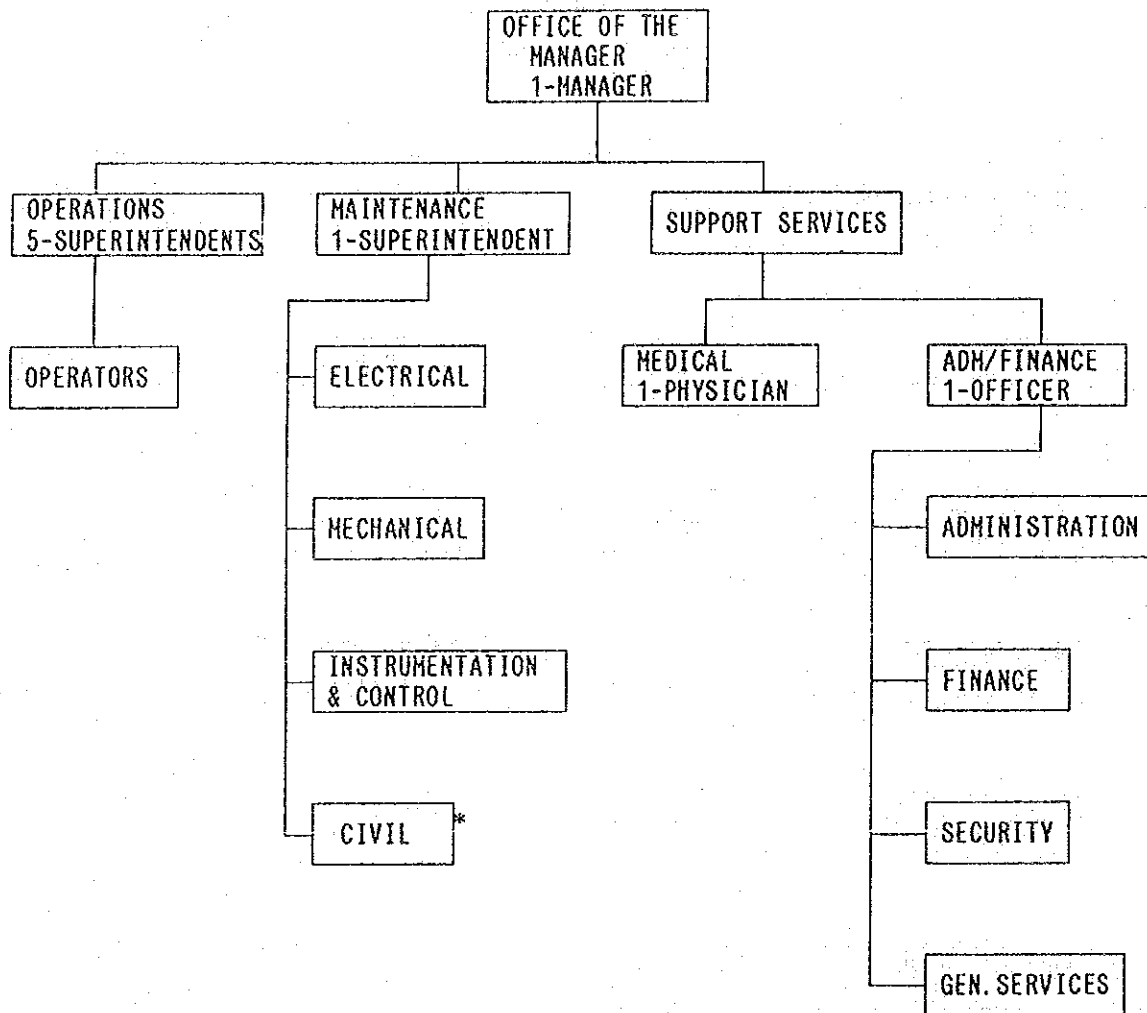 OFFICE OF THE
MANAGER
1-MANAGER
OPERATIONS
5-SUPERINTENDENTS
MAINTENANCE
1-SUPERINTENDENT
SUPPORT SERVICES
OPERATORS
ELECTRICAL
MEDICAL
1-PHYSICIAN
ADM/FINANCE
1-OFFICER
MECHANICAL
ADMINISTRATION
INSTRUMENTATION
& CONTROL
FINANCE
CIVIL *
SECURITY
GEN. SERVICES